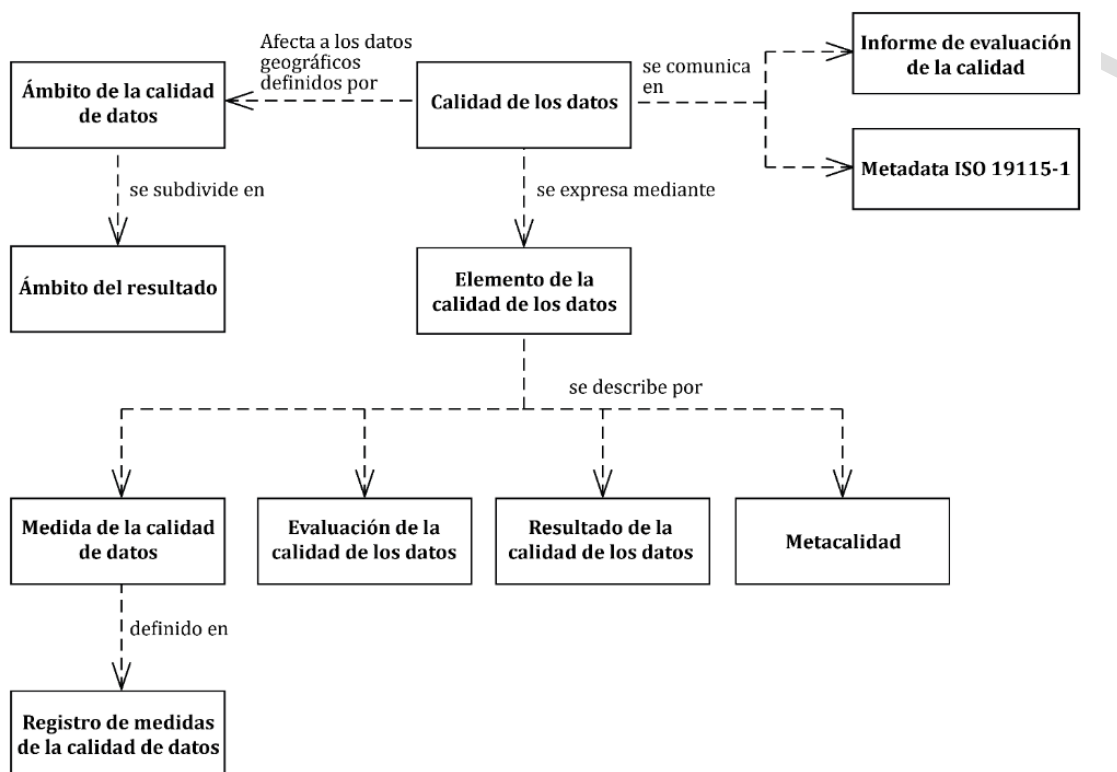 Afecta a los datos
geográficos
definidos por
se comunica
en
Informe de evaluación
de la calidad
Ámbito de la calidad
de datos
Calidad de los datos
Metadata ISO 19115-1
se subdivide en
se expresa mediante
Ámbito del resultado
Elemento de la
calidad de los datos
se describe por
Medida de la calidad
de datos
Evaluación de la
calidad de los datos
Resultado de la
calidad de los datos
Metacalidad
definido en
Registro de medidas
de la calidad de datos